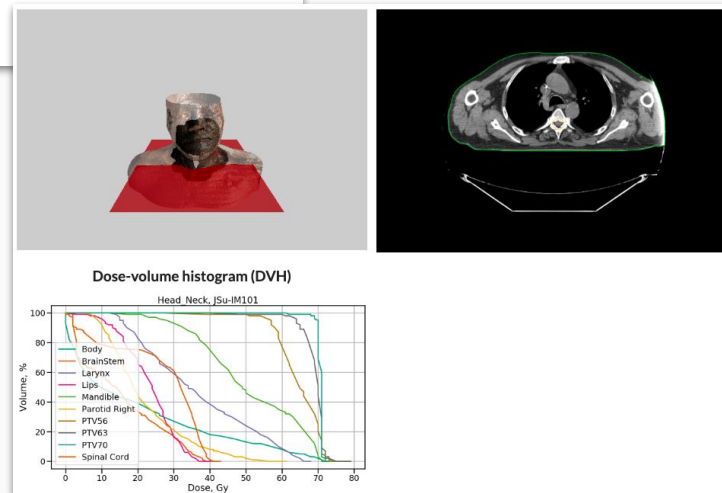 Dose-volume histogram (DVH)
Head_Neck, JSu-IM101
Volume, %
100
80
60
40
20
0
Body
BrainStem
Larynx
Lips
Mandible
Parotid Right
PTV56
PTV63
PTV70
Spinal Cord
0 10 20 30 40 50 60 70 80
Dose, Gy